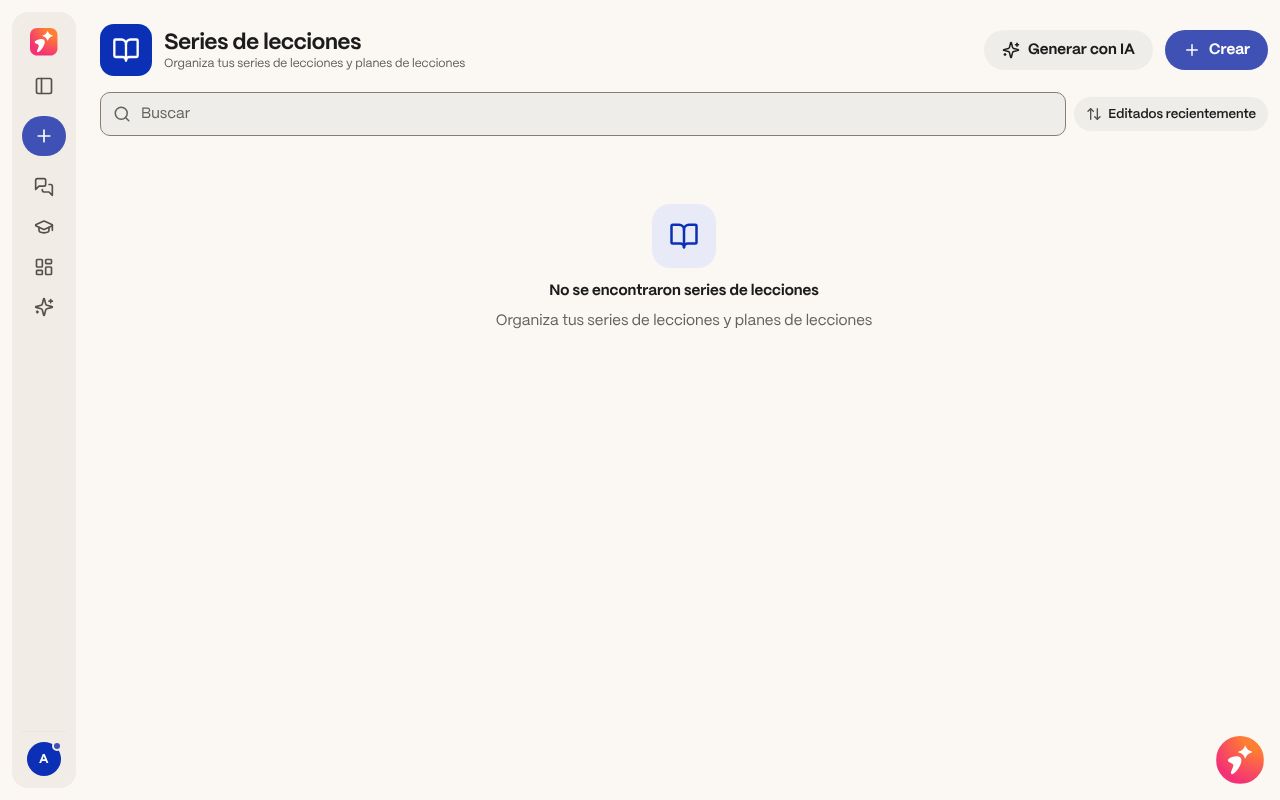 Series de lecciones
Organiza tus series de lecciones y planes de lecciones
Generar con IA
Crear
Buscar
Editados recientemente
No se encontraron series de lecciones
Organiza tus series de lecciones y planes de lecciones
A